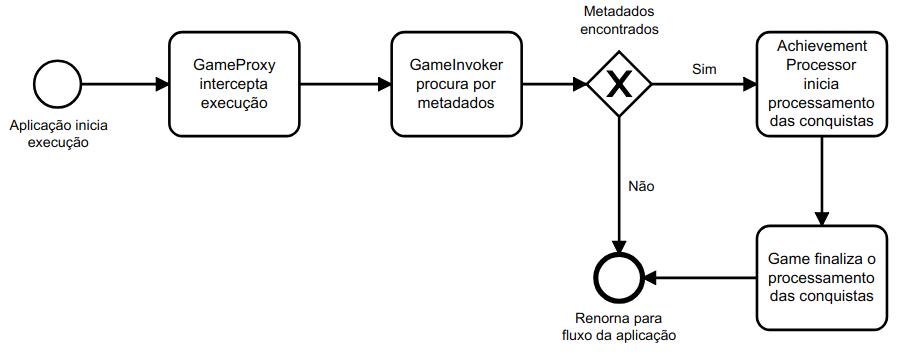 Aplicação inicia
execução
GameProxy
intercepta
execução
GameInvoker
procura por
metadados
Metadados
encontrados
Sim
Não
Achievement
Processor
inicia
processamento
das conquistas
Game finaliza o
processamento
das conquistas
Renorna para
fluxo da aplicação